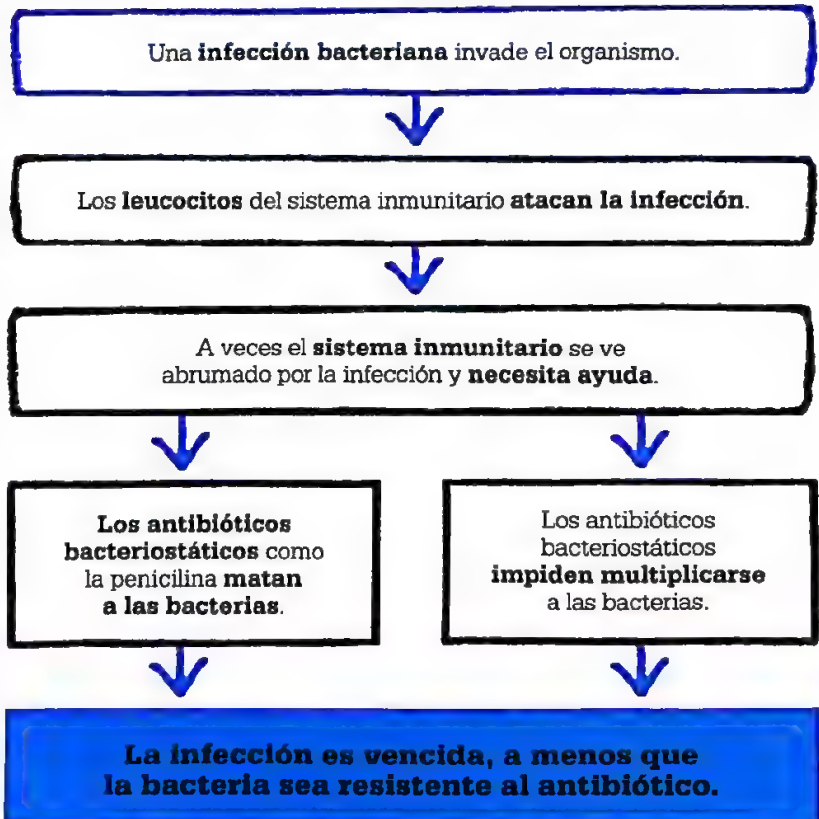 Una infección bacteriana invade el organismo.
Los leucocitos del sistema inmunitario atacan la infección.
A veces el sistema inmunitario se ve
abrumado por la infección y necesita ayuda.
Los antibióticos
bacteriostáticos como
la penicilina matan
a las bacterias.
Los antibióticos
bacteriostáticos
impiden multiplicarse
a las bacterias.
La infección es vencida, a menos que
la bacteria sea resistente al antibiótico.